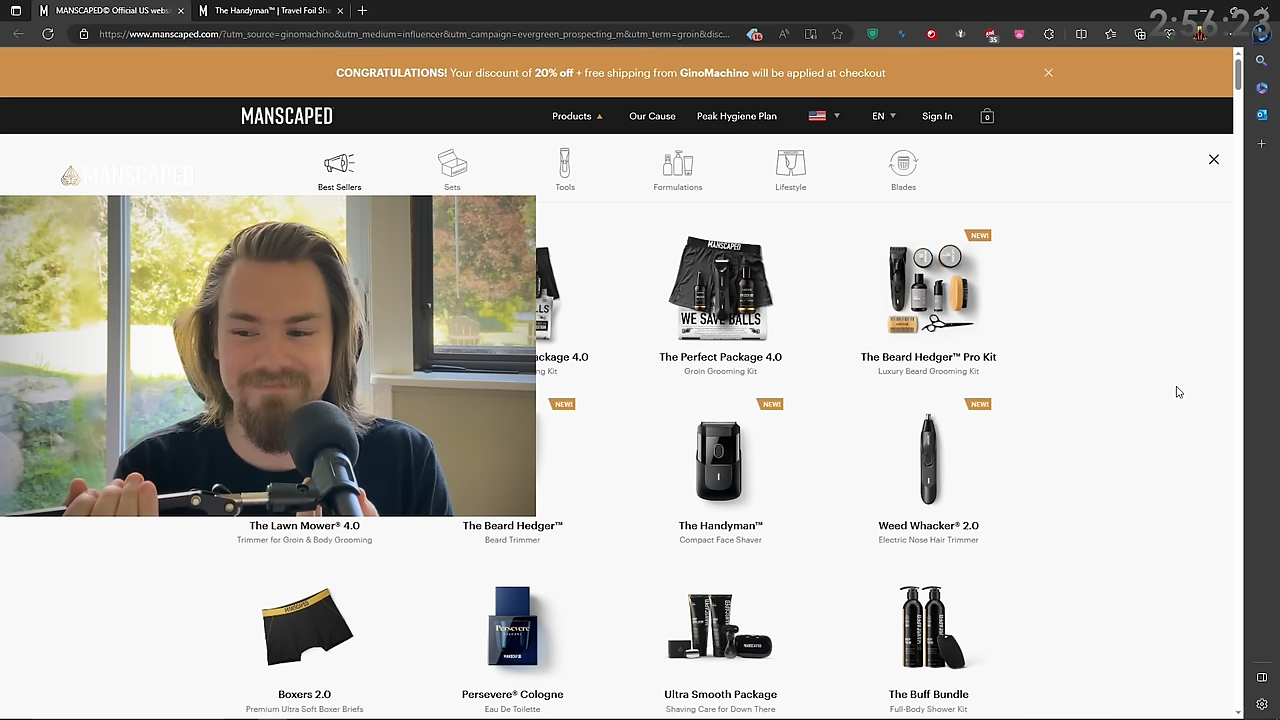 2:56:23
MANSCAPED© Official US webs
The Handyman™ | Travel Foil Sha
https://www.manscaped.com/?utm_source=ginomachino&utm_medium=influencer&utm_campaign=evergreen_prospecting_m&utm_term=groin&disc...
CONGRATULATIONS! Your discount of 20% off + free shipping from GinoMachino will be applied at checkout
MANSCAPED
Products
Our Cause
Peak Hygiene Plan
EN
Sign In
0
MANSCAPED
Best Sellers
Sets
Tools
Formulations
Lifestyle
Blades
NEW!
MANSCAPED
WE SAVE BALLS
ackage 4.0
ng Kit
The Perfect Package 4.0
Groin Grooming Kit
The Beard Hedger™ Pro Kit
Luxury Beard Grooming Kit
NEW!
NEW!
NEW!
The Lawn Mower® 4.0
Trimmer for Groin & Body Grooming
The Beard Hedger™
Beard Trimmer
The Handyman™
Compact Face Shaver
Weed Whacker® 2.0
Electric Nose Hair Trimmer
MANSCAPED
Persevere
MANSCAPED
Boxers 2.0
Premium Ultra Soft Boxer Briefs
Persevere® Cologne
Eau De Toilette
Ultra Smooth Package
Shaving Care for Down There
The Buff Bundle
Full-Body Shower Kit